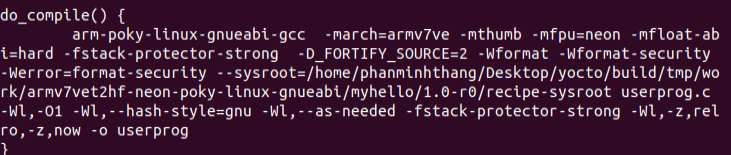 do_compile() {
        arm-poky-linux-gnueabi-gcc  -march=armv7ve -mthumb -mfpu=neon -mfloat-ab
i=hard -fstack-protector-strong  -D_FORTIFY_SOURCE=2 -Wformat -Wformat-security
-Werror=format-security --sysroot=/home/phanminhthang/Desktop/yocto/build/tmp/wo
rk/armv7vet2hf-neon-poky-linux-gnueabi/myhello/1.0-r0/recipe-sysroot userprog.c
-Wl,-O1 -Wl,--hash-style=gnu -Wl,--as-needed -fstack-protector-strong -Wl,-z,rel
ro,-z,now -o userprog
}